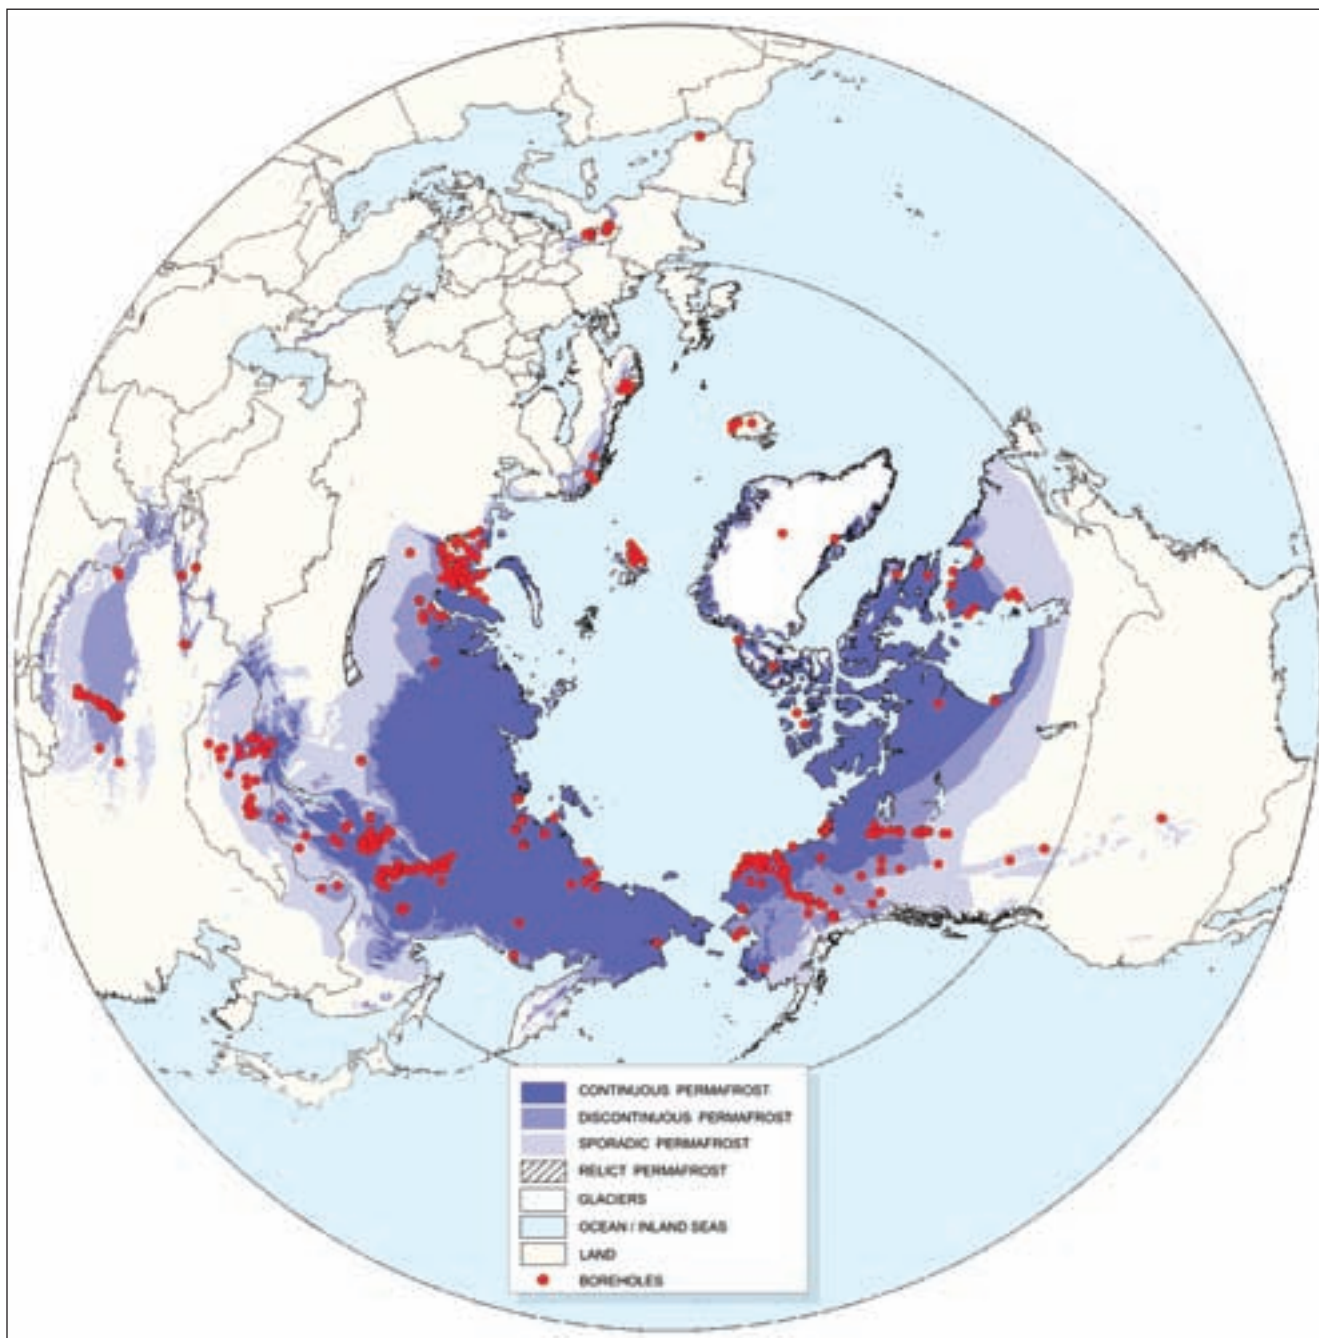 CONTINUOUS PERMAFROST
DISCONTINUOUS PERMAFROST
SPORADIC PERMAFROST
RELICT PERMAFROST
GLACIERS
OCEAN / INLAND SEAS
LAND
BOREHOLES